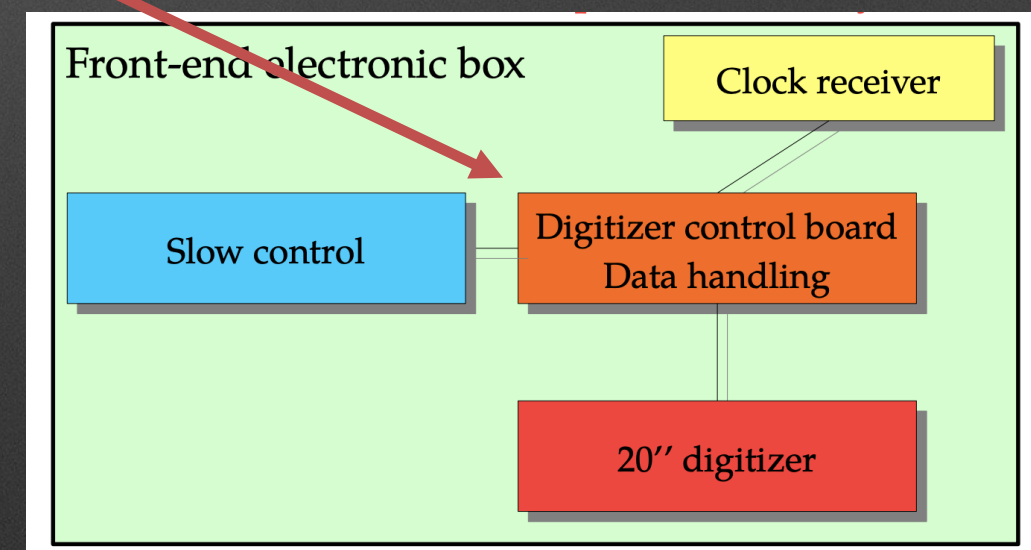 Front-end electronic box
Clock receiver
Slow control
Digitizer control board
Data handling
20′′ digitizer